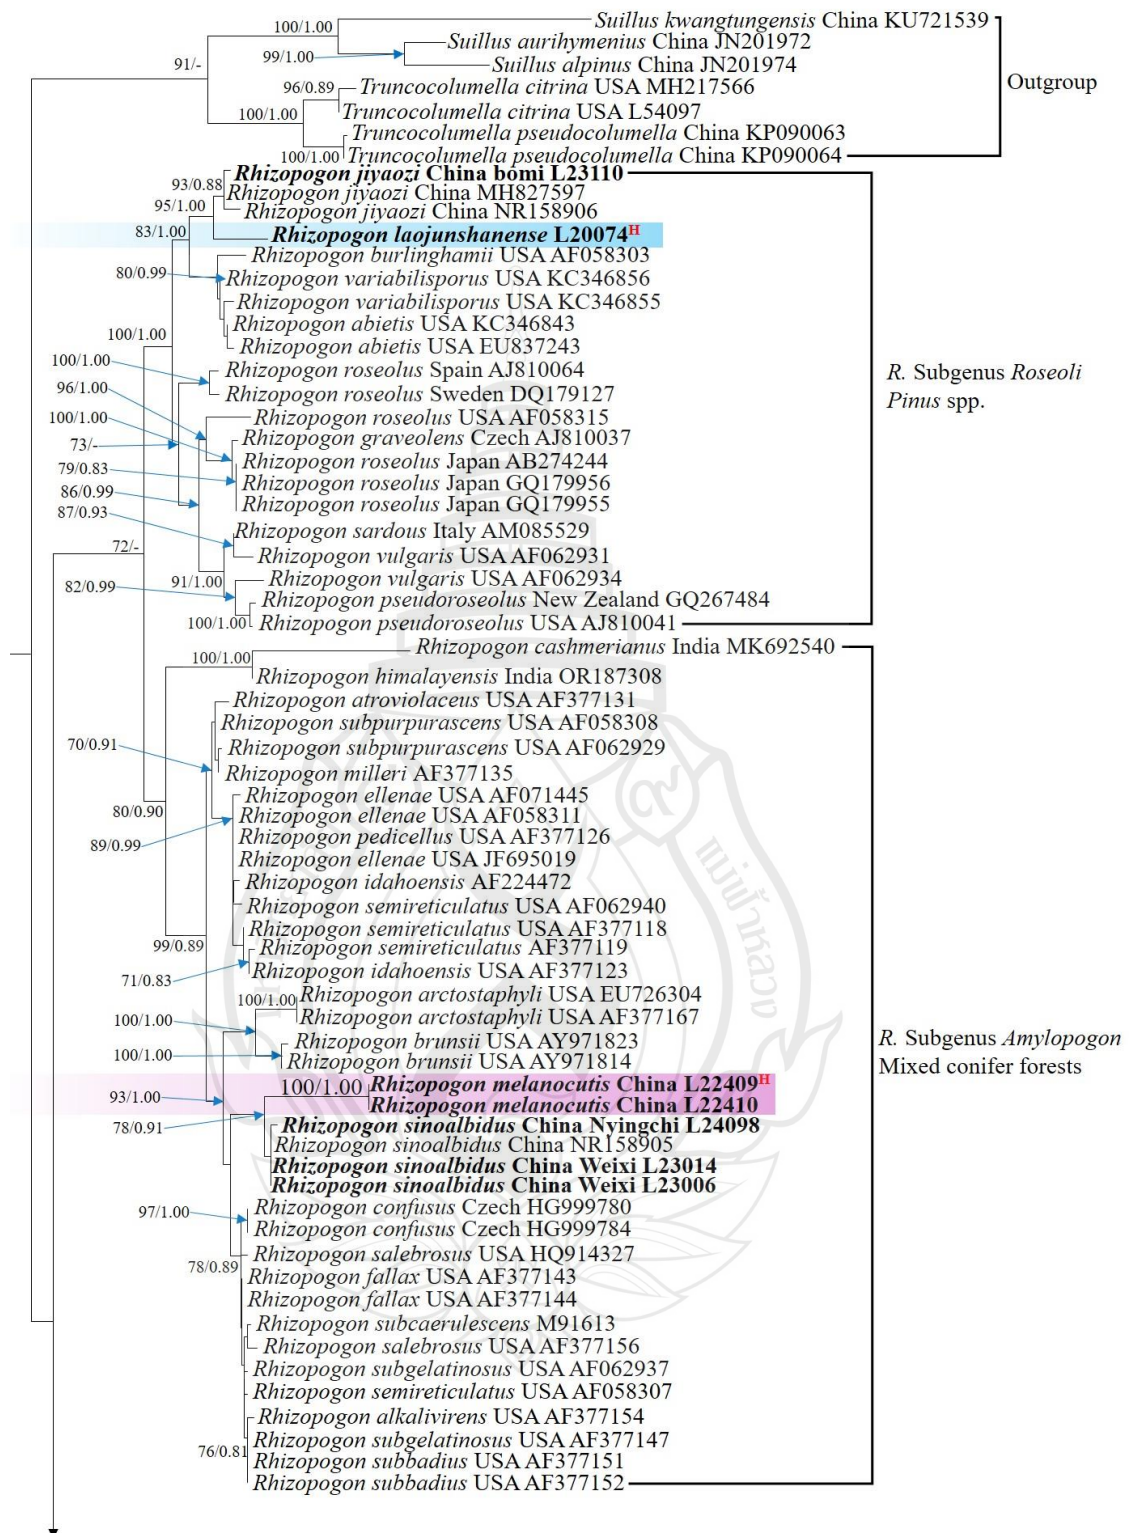 Suillus kwangtungensis China KU721539
100/1.00
Suillus aurihymenius China JN201972
99/1.00
Suillus alpinus China JN201974
91/-
Outgroup
96/0.89
Truncocolumella citrina USA MH217566
Truncocolumella citrina USA L54097
100/1.00
Truncocolumella pseudocolumella China KP090063
100/1.00
Truncocolumella pseudocolumella China KP090064
Rhizopogon jiyaozi China bomi L23110
93/0.88
Rhizopogon jiyaozi China MH827597
95/1.00
Rhizopogon jiyaozi China NR158906
83/1.00
Rhizopogon laojunshanense L20074H
Rhizopogon burlinghamii USA AF058303
80/0.99
Rhizopogon variabilisporus USA KC346856
Rhizopogon variabilisporus USA KC346855
Rhizopogon abietis USA KC346843
100/1.00
Rhizopogon abietis USA EU837243
100/1.00
Rhizopogon roseolus Spain AJ810064
R. Subgenus Roseoli
Pinus spp.
96/1.00
Rhizopogon roseolus Sweden DQ179127
100/1.00
Rhizopogon roseolus USA AF058315
73/-
Rhizopogon graveolens Czech AJ810037
79/0.83
Rhizopogon roseolus Japan AB274244
86/0.99
Rhizopogon roseolus Japan GQ179956
87/0.93
Rhizopogon roseolus Japan GQ179955
Rhizopogon sardous Italy AM085529
72/-
Rhizopogon vulgaris USA AF062931
91/1.00
Rhizopogon vulgaris USA AF062934
82/0.99
Rhizopogon pseudoroseolus New Zealand GQ267484
100/1.00
Rhizopogon pseudoroseolus USA AJ810041
Rhizopogon cashmerianus India MK692540
100/1.00
Rhizopogon himalayensis India OR187308
Rhizopogon atroviolaceus USA AF377131
Rhizopogon subpurpurascens USA AF058308
70/0.91
Rhizopogon subpurpurascens USA AF062929
Rhizopogon milleri AF377135
Rhizopogon ellenae USA AF071445
80/0.90
Rhizopogon ellenae USA AF058311
89/0.99
Rhizopogon pedicellus USA AF377126
Rhizopogon ellenae USA JF695019
Rhizopogon idahoensis AF224472
Rhizopogon semireticulatus USA AF062940
Rhizopogon semireticulatus USA AF377118
99/0.89
Rhizopogon semireticulatus AF377119
71/0.83
Rhizopogon idahoensis USA AF377123
100/1.00
Rhizopogon arctostaphyli USA EU726304
100/1.00
Rhizopogon arctostaphyli USA AF377167
Rhizopogon brunsii USA AY971823
100/1.00
Rhizopogon brunsii USA AY971814
R. Subgenus Amylopogon
Mixed conifer forests
100/1.00
Rhizopogon melanocutis China L22409H
93/1.00
Rhizopogon melanocutis China L22410
78/0.91
Rhizopogon sinoalbidus China Nyingchi L24098
Rhizopogon sinoalbidus China NR158905
Rhizopogon sinoalbidus China Weixi L23014
Rhizopogon sinoalbidus China Weixi L23006
97/1.00
Rhizopogon confusus Czech HG999780
Rhizopogon confusus Czech HG999784
Rhizopogon salebrosus USA HQ914327
78/0.89
Rhizopogon fallax USA AF377143
Rhizopogon fallax USA AF377144
Rhizopogon subcaerulescens M91613
Rhizopogon salebrosus USA AF377156
Rhizopogon subgelatinosus USA AF062937
Rhizopogon semireticulatus USA AF058307
Rhizopogon alkalivirens USA AF377154
Rhizopogon subgelatinosus USA AF377147
76/0.81
Rhizopogon subbadius USA AF377151
Rhizopogon subbadius USA AF377152
แม่ฟ้าหลวง